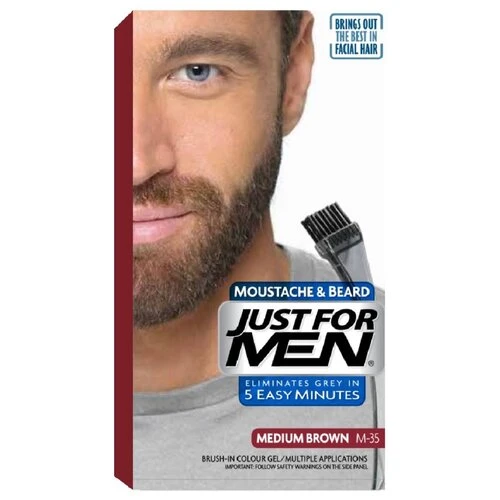 BRINGS OUT
THE BEST IN
FACIAL HAIR
MOUSTACHE & BEARD
JUST FOR
MEN®
ELIMINATES GREY IN
5 EASY MINUTES
MEDIUM BROWN M-35
BRUSH-IN COLOUR GEL/MULTIPLE APPLICATIONS
IMPORTANT: FOLLOW SAFETY WARNINGS ON THE SIDE PANEL